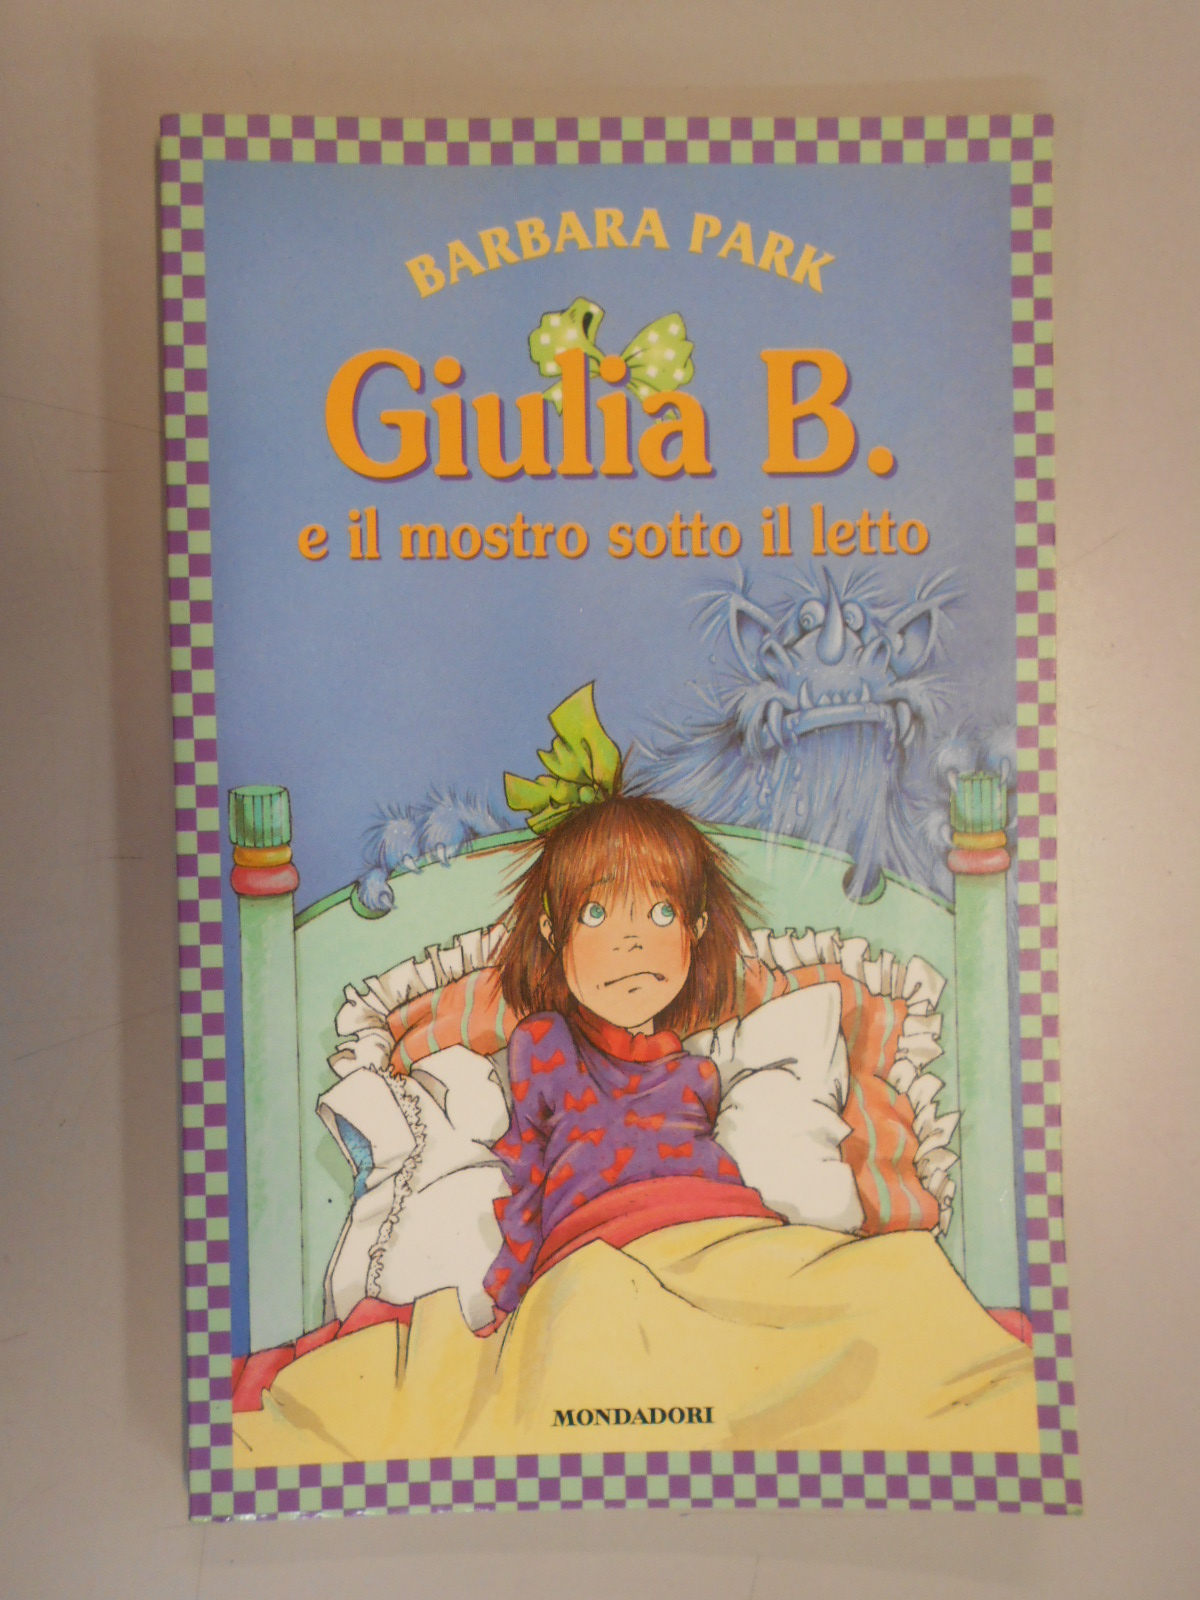 BARBARA PARK
Giulia B.
e il mostro sotto il letto
MONDADORI